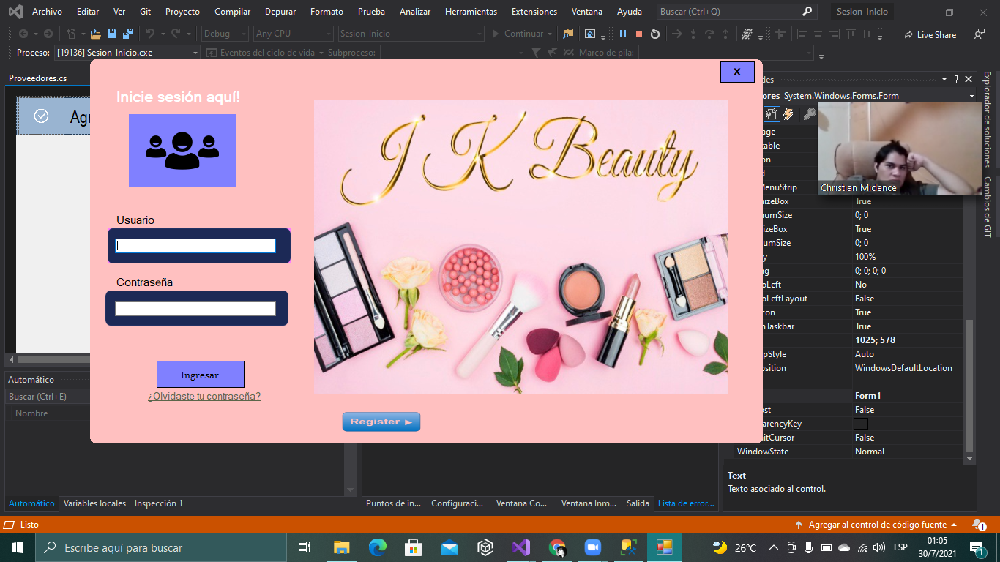 Archivo Editar Ver Git Proyecto Compilar Depurar Formato Prueba Analizar Herramientas Extensiones Ventana Ayuda Buscar (Ctrl+Q) Sesion-Inicio
Debug Any CPU Sesion-Inicio Continuar Live Share
Proceso: [19136] Sesion-Inicio.exe Eventos del ciclo de vida Subproceso: Marco de pila:
Proveedores.cs
X
des
Inicie sesión aquí!
ores System.Windows.Forms.Form
Agr
J K Beauty
age
table
on
d
MenuStrip
Christian Midence
nizeBox True
numSize 0; 0
izeBox True
umSize 0; 0
y 100%
ng 0; 0; 0; 0
oLeft No
oLeftLayout False
con True
nTaskbar True
1025; 578
pStyle Auto
osition WindowsDefaultLocation
Form1
ost False
arencyKey
itCursor False
WindowState Normal
Explorador de soluciones
Cambios de GIT
Usuario
Contraseña
Ingresar
¿Olvidaste tu contraseña?
Register ►
Automático
Buscar (Ctrl+E)
Nombre
Text
Texto asociado al control.
Automático Variables locales Inspección 1 Puntos de in... Configuraci... Ventana Co... Ventana Inm... Salida Lista de error...
Listo Agregar al control de código fuente 1
Escribe aquí para buscar 26°C ESP 01:05
30/7/2021 1